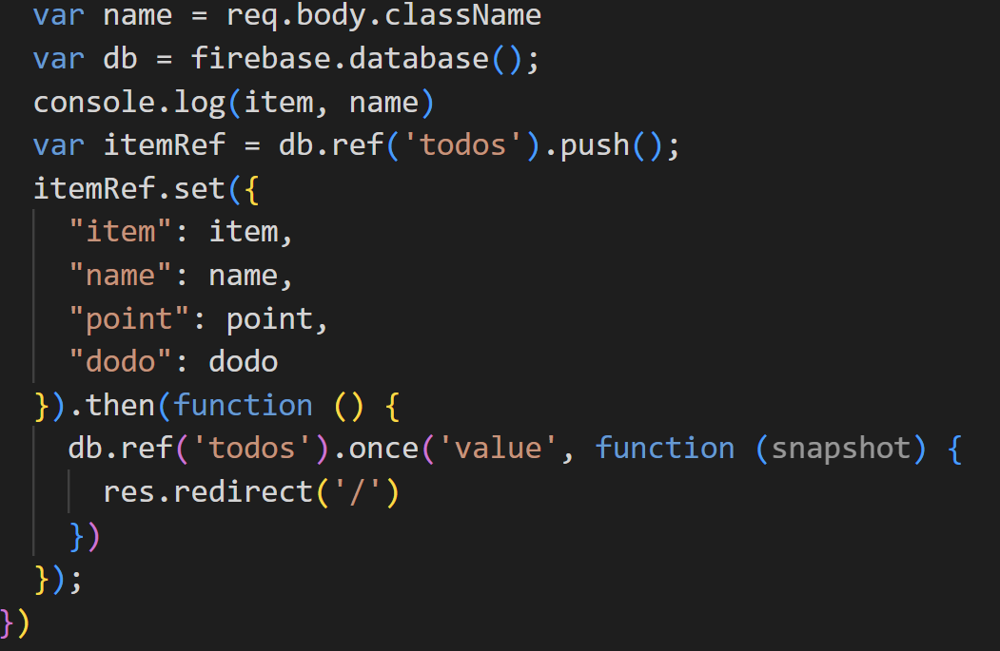 var name = req.body.className
var db = firebase.database();
console.log(item, name)
var itemRef = db.ref('todos').push();
itemRef.set({
"item": item,
"name": name,
"point": point,
"dodo": dodo
}).then(function () {
db.ref('todos').once('value', function (snapshot) {
res.redirect('/')
})
});
})